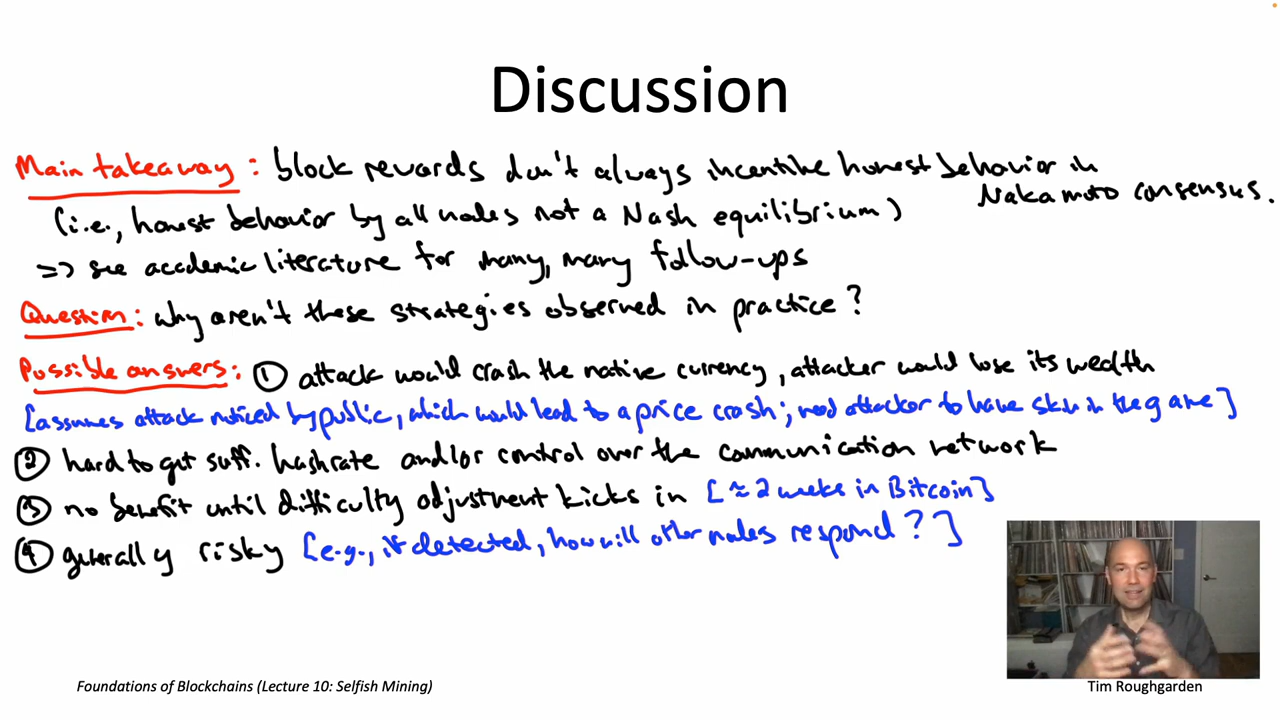 Discussion
Main takeaway: block rewards don't always incentivize honest behavior in
Nakamoto consensus.
(i.e., honest behavior by all nodes not a Nash equilibrium)
=> see academic literature for many, many follow-ups
Question: why aren't these strategies observed in practice?
Possible answers: ① attack would crash the native currency, attacker would lose its wealth
[assumes attack noticed by public, which would lead to a price crash; need attacker to have skin in the game]
② hard to get suff. hashrate and/or control over the communication network
③ no benefit until difficulty adjustment kicks in [≈2 weeks in Bitcoin]
④ generally risky [e.g., if detected, how will other nodes respond?]
Foundations of Blockchains (Lecture 10: Selfish Mining)
Tim Roughgarden